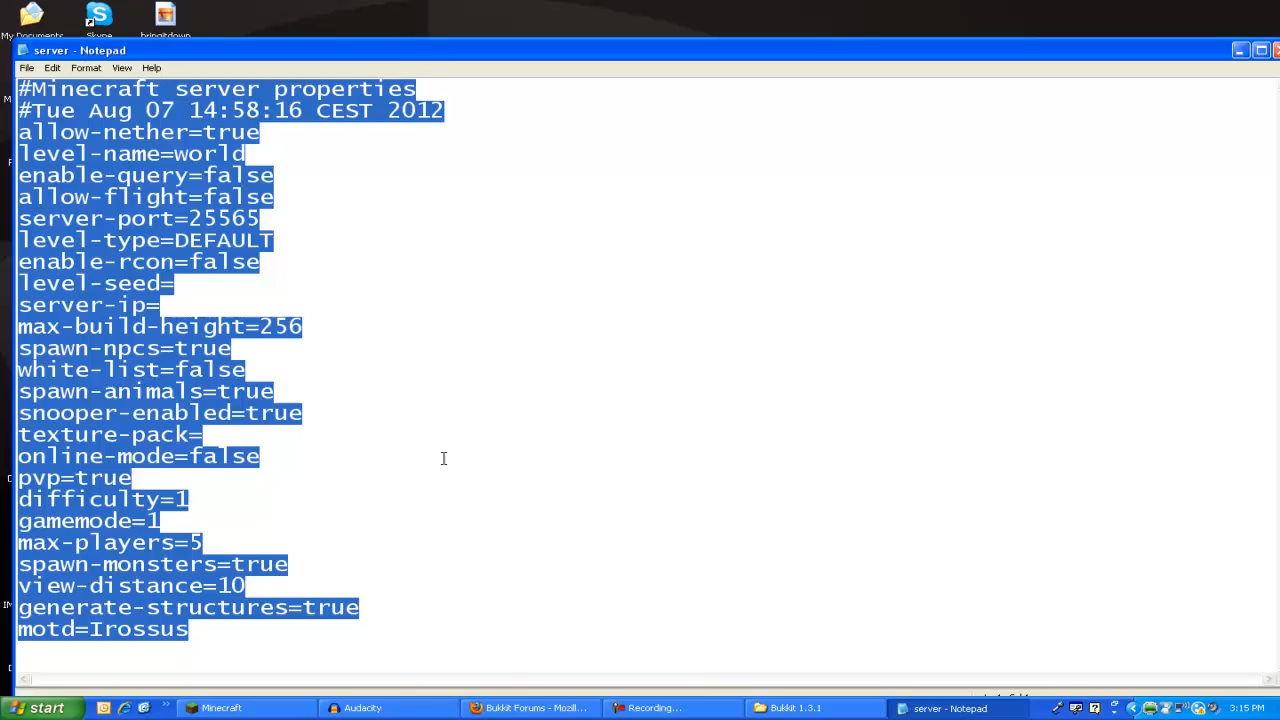 My Documents
Skype
bringitdown
server - Notepad
File Edit Format View Help
#Minecraft server properties
#Tue Aug 07 14:58:16 CEST 2012
allow-nether=true
level-name=world
enable-query=false
allow-flight=false
server-port=25565
level-type=DEFAULT
enable-rcon=false
level-seed=
server-ip=
max-build-height=256
spawn-npcs=true
white-list=false
spawn-animals=true
snooper-enabled=true
texture-pack=
online-mode=false
pvp=true
difficulty=1
gamemode=1
max-players=5
spawn-monsters=true
view-distance=10
generate-structures=true
motd=Irossus
start Minecraft Audacity Bukkit Forums - Mozill... Recording... Bukkit 1.3.1 server - Notepad 3:15 PM